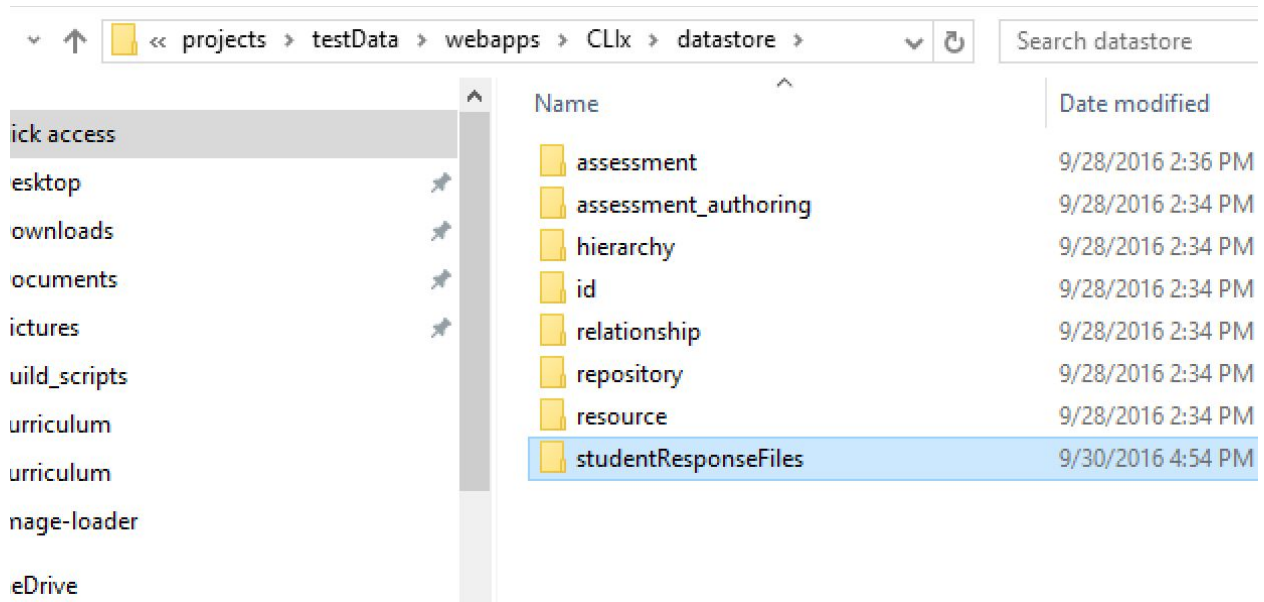 « projects > testData > webapps > CLIx > datastore >
Search datastore
ick access
esktop
ownloads
ocuments
ictures
uild_scripts
urriculum
urriculum
mage-loader
eDrive
Name Date modified
assessment 9/28/2016 2:36 PM
assessment_authoring 9/28/2016 2:34 PM
hierarchy 9/28/2016 2:34 PM
id 9/28/2016 2:34 PM
relationship 9/28/2016 2:34 PM
repository 9/28/2016 2:34 PM
resource 9/28/2016 2:34 PM
studentResponseFiles 9/30/2016 4:54 PM